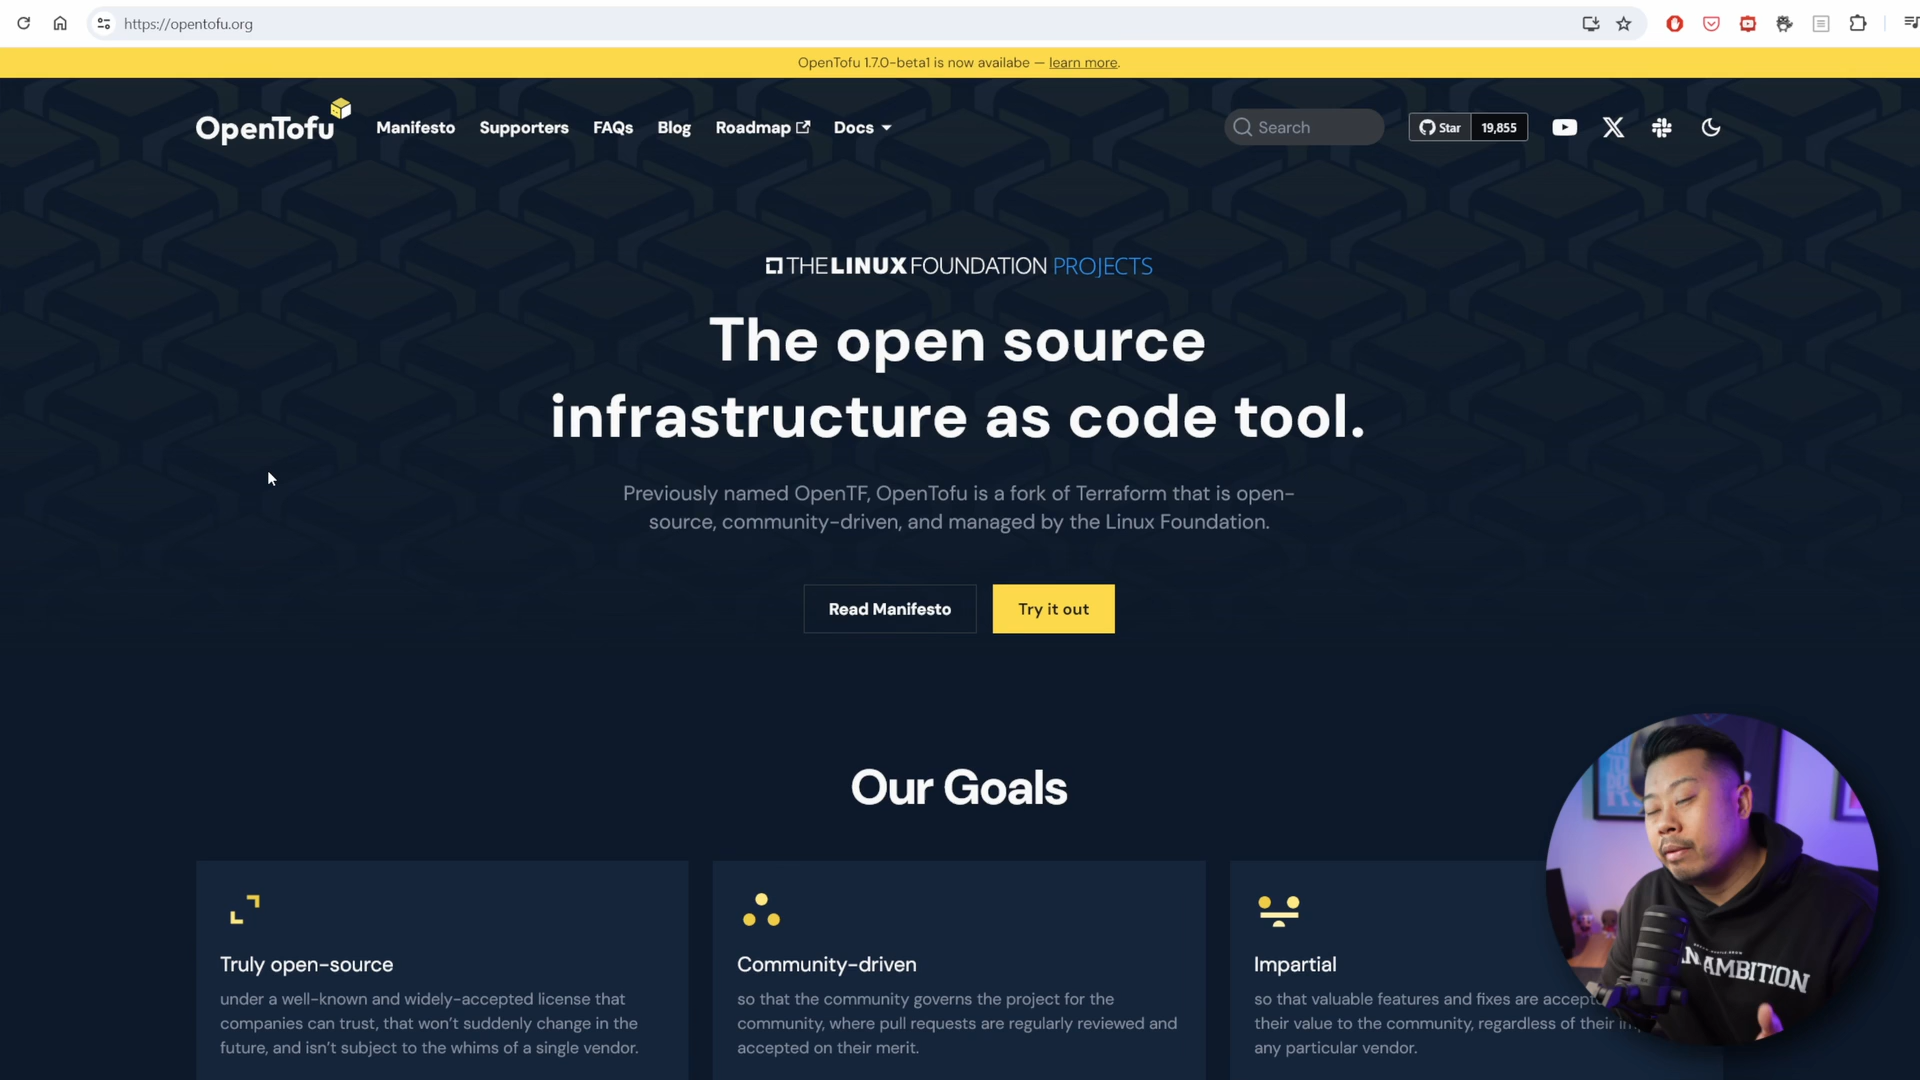 https://opentofu.org
OpenTofu 1.7.0-beta1 is now availabe — learn more.
OpenTofu
Manifesto
Supporters
FAQs
Blog
Roadmap
Docs
Search
Star
19,855
THE LINUX FOUNDATION PROJECTS
The open source
infrastructure as code tool.
Previously named OpenTF, OpenTofu is a fork of Terraform that is open-
source, community-driven, and managed by the Linux Foundation.
Read Manifesto
Try it out
Our Goals
Truly open-source
under a well-known and widely-accepted license that
companies can trust, that won't suddenly change in the
future, and isn't subject to the whims of a single vendor.
Community-driven
so that the community governs the project for the
community, where pull requests are regularly reviewed and
accepted on their merit.
Impartial
so that valuable features and fixes are
their value to the community, regardless of their
any particular vendor.
AMBITION